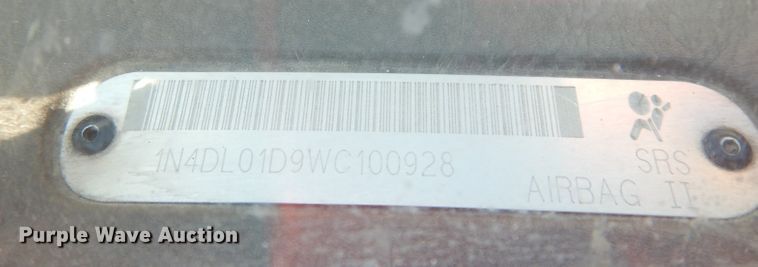 1N4DL01D9WC100928
SRS
AIRBAG II
Purple Wave Auction